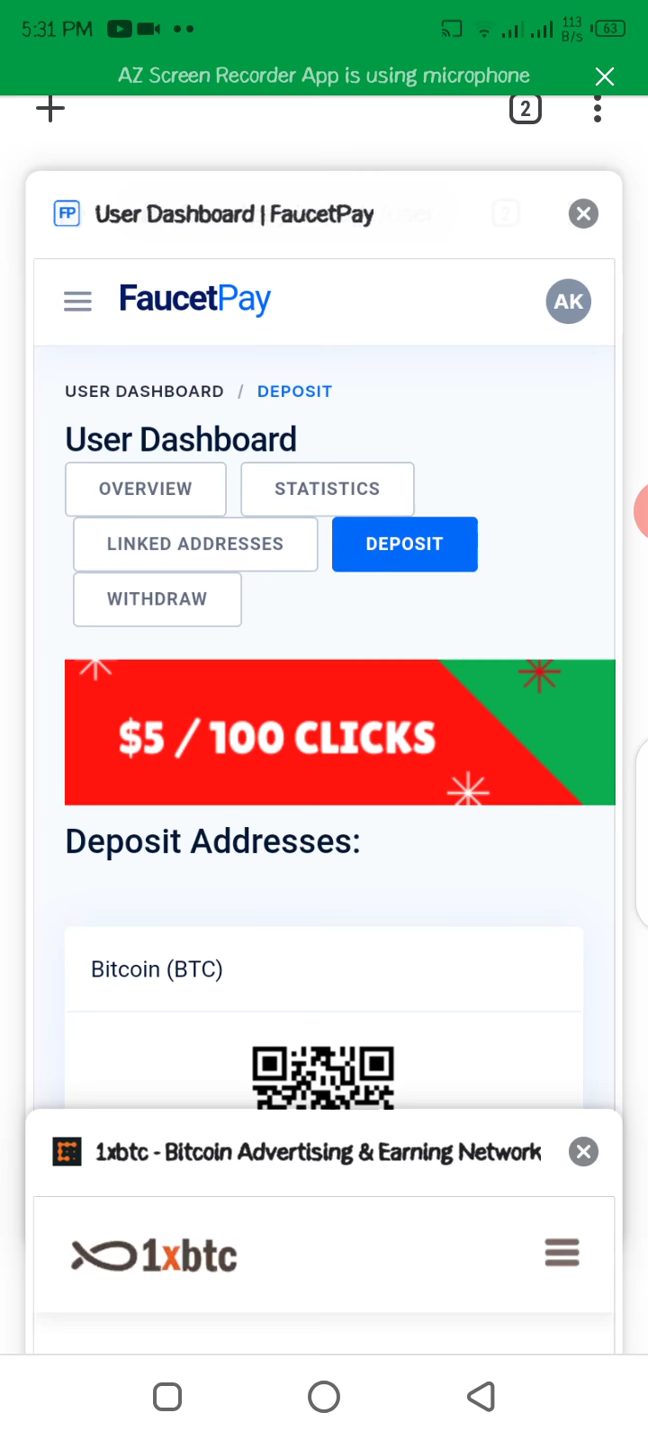 5:31 PM 113 B/s 63
AZ Screen Recorder App is using microphone
2
FP User Dashboard | FaucetPay
FaucetPay AK
USER DASHBOARD / DEPOSIT
User Dashboard
OVERVIEW STATISTICS
LINKED ADDRESSES DEPOSIT
WITHDRAW
$5 / 100 CLICKS
Deposit Addresses:
Bitcoin (BTC)
1xbtc - Bitcoin Advertising & Earning Network
1xbtc